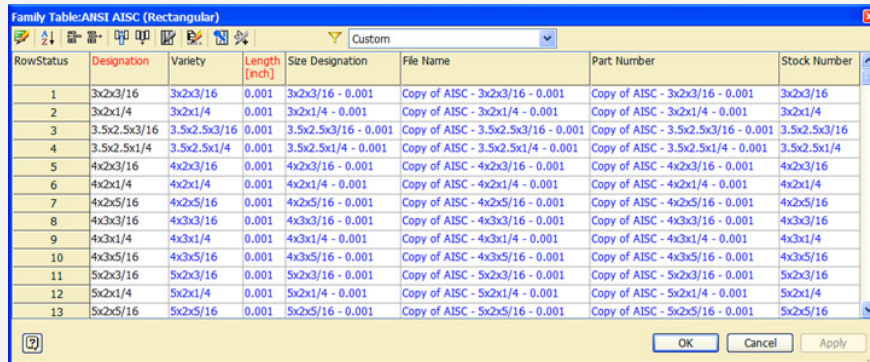 Family Table:ANSI AISC (Rectangular)
Custom
RowStatus Designation Variety Length [inch] Size Designation File Name Part Number Stock Number
1 3x2x3/16 3x2x3/16 0.001 3x2x3/16 - 0.001 Copy of AISC - 3x2x3/16 - 0.001 Copy of AISC - 3x2x3/16 - 0.001 3x2x3/16
2 3x2x1/4 3x2x1/4 0.001 3x2x1/4 - 0.001 Copy of AISC - 3x2x1/4 - 0.001 Copy of AISC - 3x2x1/4 - 0.001 3x2x1/4
3 3.5x2.5x3/16 3.5x2.5x3/16 0.001 3.5x2.5x3/16 - 0.001 Copy of AISC - 3.5x2.5x3/16 - 0.001 Copy of AISC - 3.5x2.5x3/16 - 0.001 3.5x2.5x3/16
4 3.5x2.5x1/4 3.5x2.5x1/4 0.001 3.5x2.5x1/4 - 0.001 Copy of AISC - 3.5x2.5x1/4 - 0.001 Copy of AISC - 3.5x2.5x1/4 - 0.001 3.5x2.5x1/4
5 4x2x3/16 4x2x3/16 0.001 4x2x3/16 - 0.001 Copy of AISC - 4x2x3/16 - 0.001 Copy of AISC - 4x2x3/16 - 0.001 4x2x3/16
6 4x2x1/4 4x2x1/4 0.001 4x2x1/4 - 0.001 Copy of AISC - 4x2x1/4 - 0.001 Copy of AISC - 4x2x1/4 - 0.001 4x2x1/4
7 4x2x5/16 4x2x5/16 0.001 4x2x5/16 - 0.001 Copy of AISC - 4x2x5/16 - 0.001 Copy of AISC - 4x2x5/16 - 0.001 4x2x5/16
8 4x3x3/16 4x3x3/16 0.001 4x3x3/16 - 0.001 Copy of AISC - 4x3x3/16 - 0.001 Copy of AISC - 4x3x3/16 - 0.001 4x3x3/16
9 4x3x1/4 4x3x1/4 0.001 4x3x1/4 - 0.001 Copy of AISC - 4x3x1/4 - 0.001 Copy of AISC - 4x3x1/4 - 0.001 4x3x1/4
10 4x3x5/16 4x3x5/16 0.001 4x3x5/16 - 0.001 Copy of AISC - 4x3x5/16 - 0.001 Copy of AISC - 4x3x5/16 - 0.001 4x3x5/16
11 5x2x3/16 5x2x3/16 0.001 5x2x3/16 - 0.001 Copy of AISC - 5x2x3/16 - 0.001 Copy of AISC - 5x2x3/16 - 0.001 5x2x3/16
12 5x2x1/4 5x2x1/4 0.001 5x2x1/4 - 0.001 Copy of AISC - 5x2x1/4 - 0.001 Copy of AISC - 5x2x1/4 - 0.001 5x2x1/4
13 5x2x5/16 5x2x5/16 0.001 5x2x5/16 - 0.001 Copy of AISC - 5x2x5/16 - 0.001 Copy of AISC - 5x2x5/16 - 0.001 5x2x5/16
OK Cancel Apply